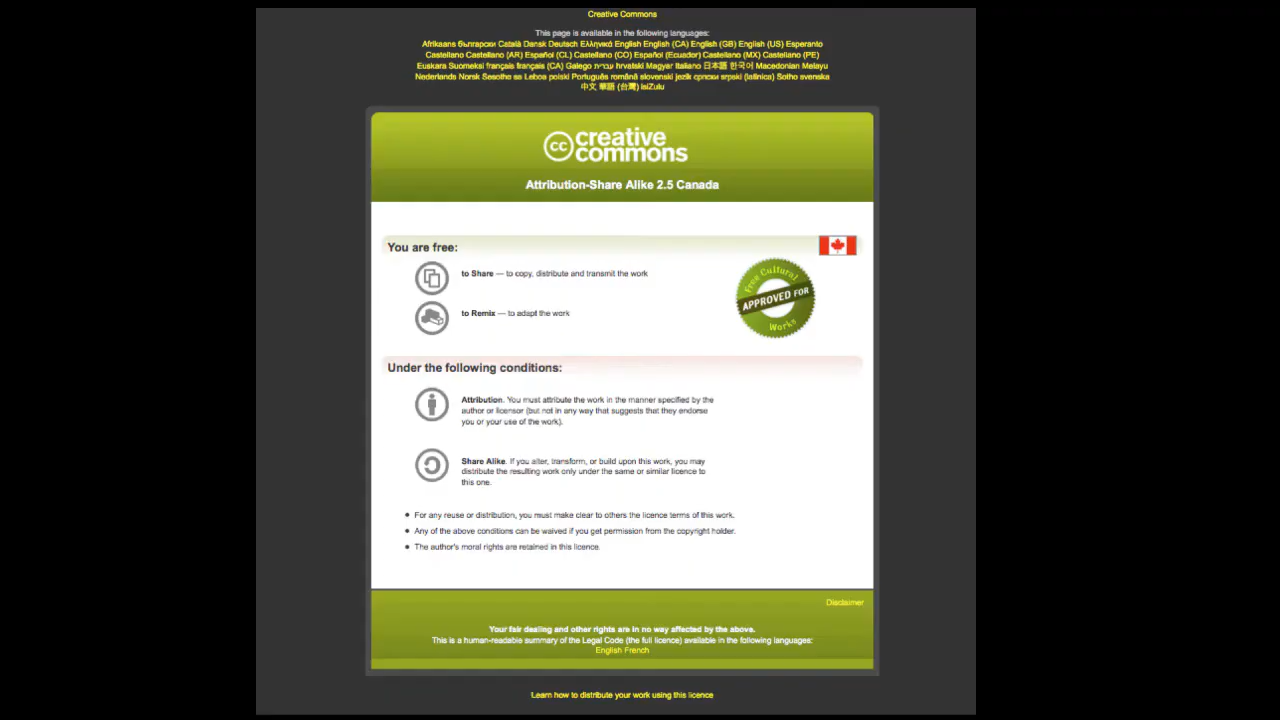 Creative Commons
This page is available in the following languages:
Afrikaans български Català Dansk Deutsch Ελληνικά English English (CA) English (GB) English (US) Esperanto
Castellano Castellano (AR) Español (CL) Castellano (CO) Español (Ecuador) Castellano (MX) Castellano (PE)
Euskara Suomeksi français français (CA) Galego עברית hrvatski Magyar Italiano 日本語 한국어 Macedonian Melayu
Nederlands Norsk Sesotho sa Leboa polski Português română slovenski jezik српски srpski (latinica) Sotho svenska
中文 華語 (台灣) isiZulu
cc creative commons
Attribution-Share Alike 2.5 Canada
You are free:
to Share — to copy, distribute and transmit the work
to Remix — to adapt the work
Free Cultural
APPROVED FOR
Works
Under the following conditions:
Attribution. You must attribute the work in the manner specified by the
author or licensor (but not in any way that suggests that they endorse
you or your use of the work).
Share Alike. If you alter, transform, or build upon this work, you may
distribute the resulting work only under the same or similar licence to
this one.
For any reuse or distribution, you must make clear to others the licence terms of this work.
Any of the above conditions can be waived if you get permission from the copyright holder.
The author's moral rights are retained in this licence.
Disclaimer
Your fair dealing and other rights are in no way affected by the above.
This is a human-readable summary of the Legal Code (the full licence) available in the following languages:
English French
Learn how to distribute your work using this licence